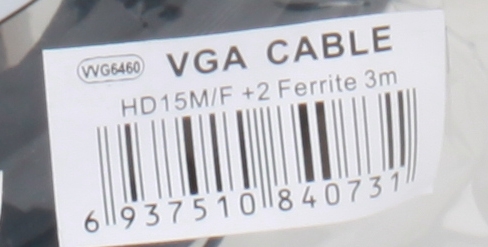 VVG6460 VGA CABLE
HD15M/F +2 Ferrite 3m
6 937510 840731